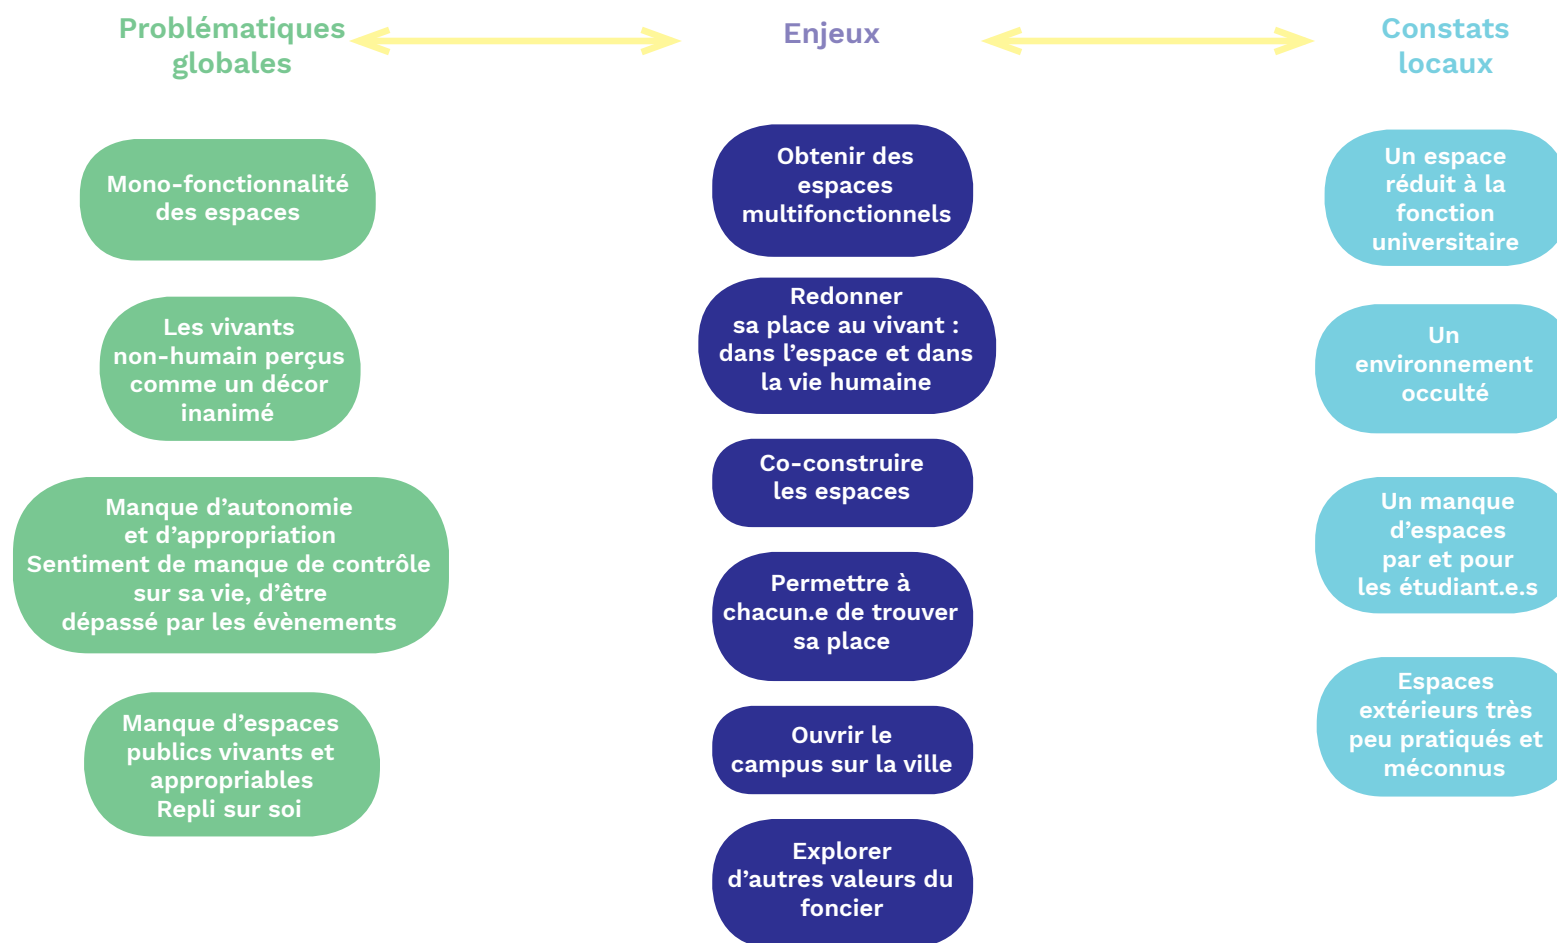 Problématiques
globales
Enjeux
Constats
locaux
Mono-fonctionnalité
des espaces
Les vivants
non-humain perçus
comme un décor
inanimé
Manque d’autonomie
et d’appropriation
Sentiment de manque de contrôle
sur sa vie, d’être
dépassé par les évènements
Manque d’espaces
publics vivants et
appropriables
Repli sur soi
Obtenir des
espaces
multifonctionnels
Redonner
sa place au vivant :
dans l’espace et dans
la vie humaine
Co-construire
les espaces
Permettre à
chacun.e de trouver
sa place
Ouvrir le
campus sur la ville
Explorer
d’autres valeurs du
foncier
Un espace
réduit à la
fonction
universitaire
Un
environnement
occulté
Un manque
d’espaces
par et pour
les étudiant.e.s
Espaces
extérieurs très
peu pratiqués et
méconnus